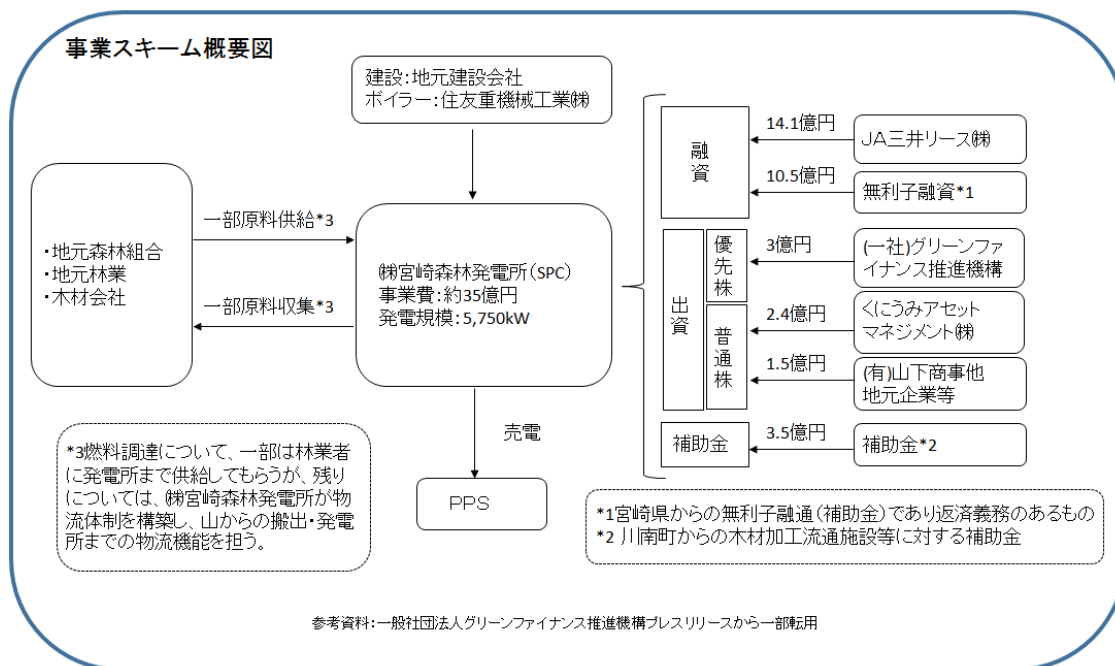 事業スキーム概要図
建設：地元建設会社
ボイラー：住友重機械工業㈱
・地元森林組合
・地元林業
・木材会社
一部原料供給*3
一部原料収集*3
㈱宮崎森林発電所（SPC）
事業費：約35億円
発電規模：5,750kW
売電
PPS
融資
14.1億円
JA三井リース㈱
10.5億円
無利子融資*1
出資
優先株
3億円
(一社)グリーンファ
イナンス推進機構
普通株
2.4億円
くにうみアセット
マネジメント㈱
1.5億円
(有)山下商事他
地元企業等
補助金
3.5億円
補助金*2
*3燃料調達について、一部は林業者
に発電所まで供給してもらうが、残り
については、㈱宮崎森林発電所が物
流体制を構築し、山からの搬出・発電
所までの物流機能を担う。
*1宮崎県からの無利子融通（補助金）であり返済義務のあるもの
*2 川南町からの木材加工流通施設等に対する補助金
参考資料：一般社団法人グリーンファイナンス推進機構プレスリリースから一部転用